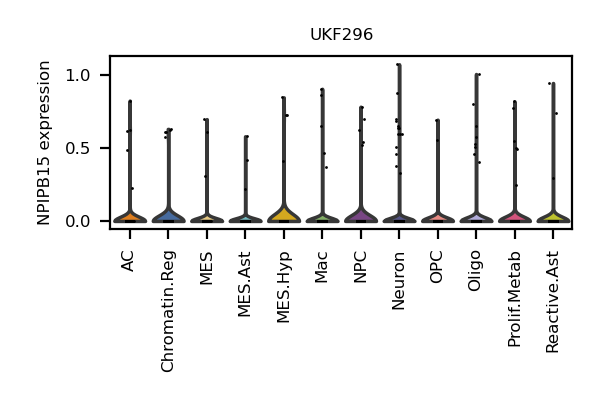 UKF296
NPIPB15 expression
1.0
0.5
0.0
AC
Chromatin.Reg
MES
MES.Ast
MES.Hyp
Mac
NPC
Neuron
OPC
Oligo
Prolif.Metab
Reactive.Ast